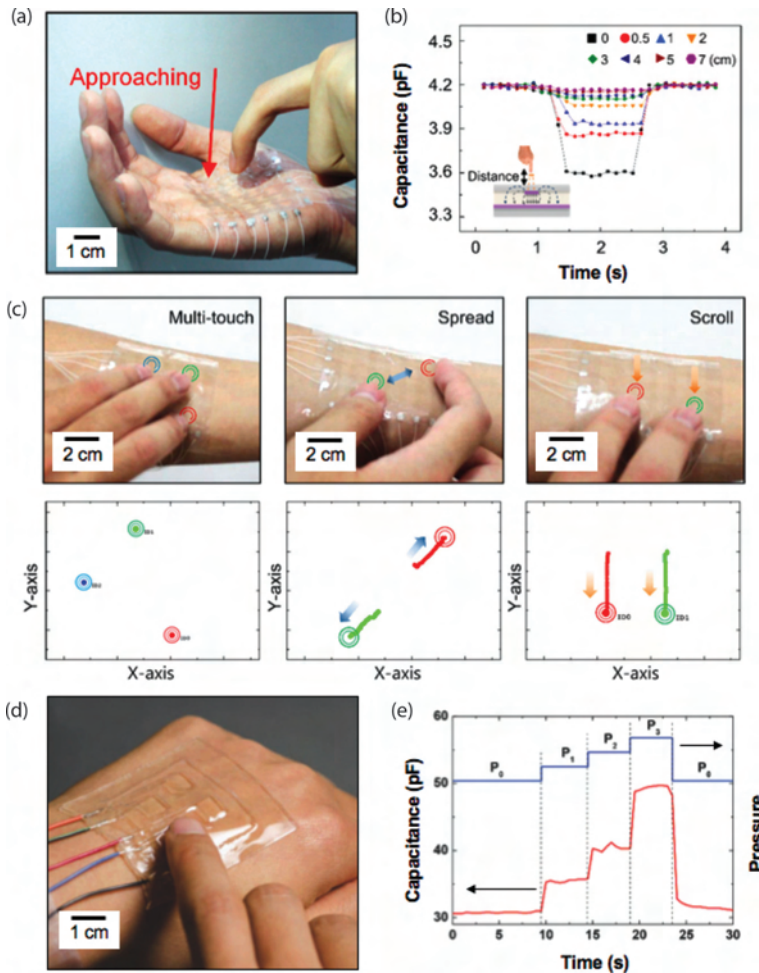 (a)
Approaching
1 cm
(b)
Capacitance (pF)
4.5
4.2
3.9
3.6
3.3
0 0.5 1 2
3 4 5 7 (cm)
Distance
0 1 2 3 4
Time (s)
(c)
Multi-touch
2 cm
Spread
2 cm
Scroll
2 cm
Y-axis
X-axis
Y-axis
X-axis
Y-axis
ID0
ID1
X-axis
(d)
1 cm
(e)
Capacitance (pF)
60
50
40
30
P0
P1
P2
P3
P0
Pressure
0 5 10 15 20 25 30
Time (s)